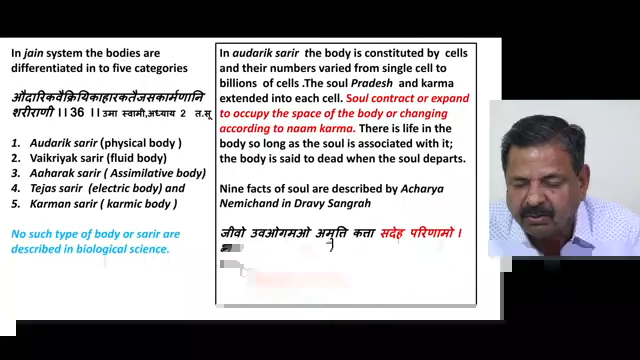 In jain system the bodies are
differentiated in to five categories
औदारिकवैक्रियिकाहारकतैजसकार्मणानि
शरीराणी ।।36 ।। उमा स्वामी,अध्याय 2 त.सू
1. Audarik sarir (physical body )
2. Vaikriyak sarir (fluid body)
3. Aaharak sarir ( Assimilative body)
4. Tejas sarir (electric body) and
5. Karman sarir ( karmic body )
No such type of body or sarir are
described in biological science.
In audarik sarir the body is constituted by cells
and their numbers varied from single cell to
billions of cells .The soul Pradesh and karma
extended into each cell. Soul contract or expand
to occupy the space of the body or changing
according to naam karma. There is life in the
body so long as the soul is associated with it;
the body is said to dead when the soul departs.
Nine facts of soul are described by Acharya
Nemichand in Dravy Sangrah
जीवो उवओगमओ अमुत्ति कत्ता सदेह परिणामो ।